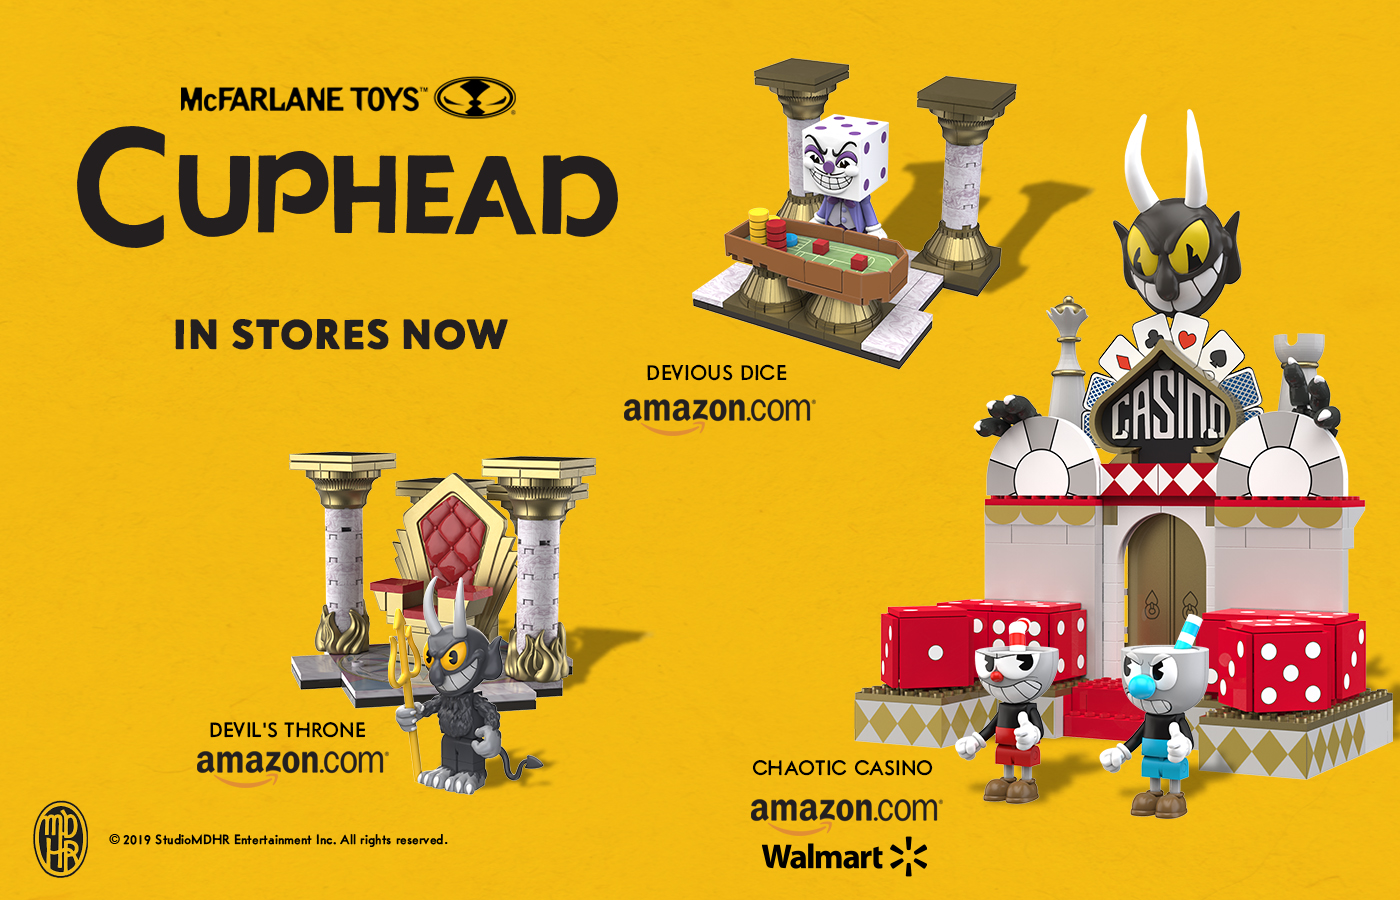 McFARLANE TOYS™
CUPHEAD
IN STORES NOW
DEVIOUS DICE
amazon.com®
CASINO
DEVIL'S THRONE
amazon.com®
CHAOTIC CASINO
amazon.com®
Walmart
MDHR
© 2019 StudioMDHR Entertainment Inc. All rights reserved.